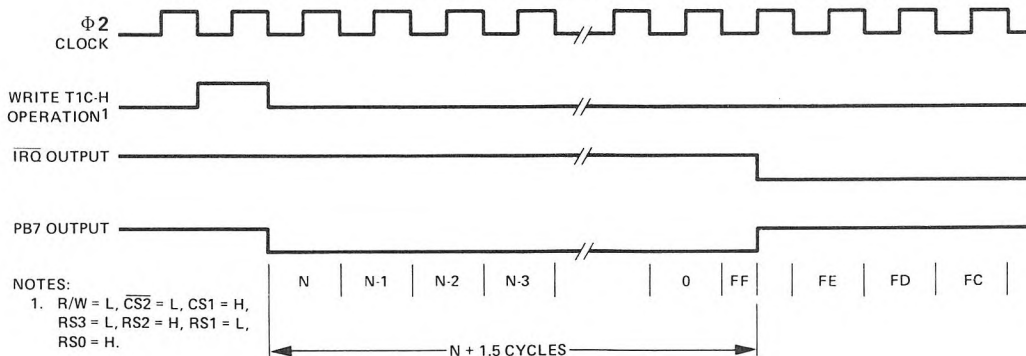 Φ2
CLOCK
WRITE T1C-H
OPERATION1
IRQ OUTPUT
PB7 OUTPUT
N N-1 N-2 N-3 0 FF FE FD FC
NOTES:
1. R/W = L, CS2 = L, CS1 = H,
RS3 = L, RS2 = H, RS1 = L,
RS0 = H.
N + 1.5 CYCLES